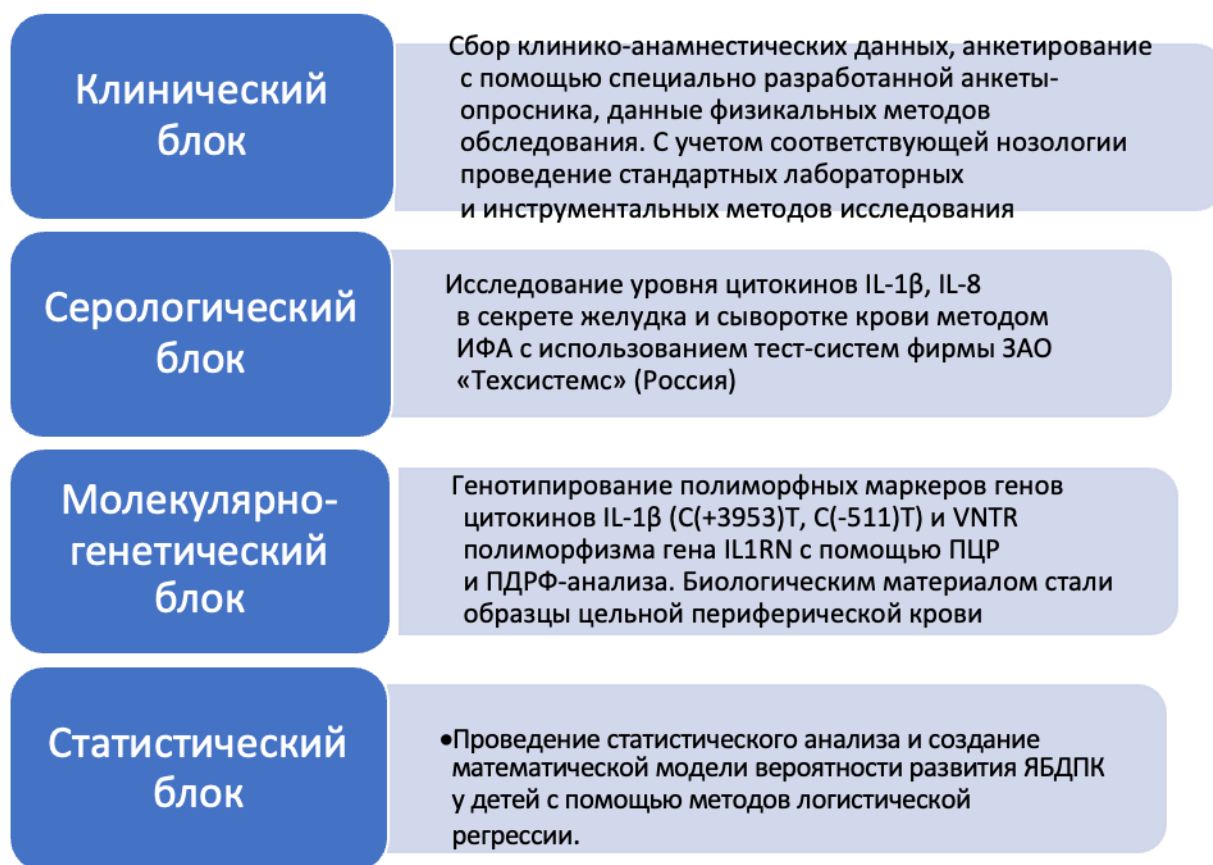 Клинический
блок
Сбор клинико-анамнестических данных, анкетирование
с помощью специально разработанной анкеты-
опросника, данные физикальных методов
обследования. С учетом соответствующей нозологии
проведение стандартных лабораторных
и инструментальных методов исследования
Серологический
блок
Исследование уровня цитокинов IL-1β, IL-8
в секрете желудка и сыворотке крови методом
ИФА с использованием тест-систем фирмы ЗАО
«Техсистемс» (Россия)
Молекулярно-
генетический
блок
Генотипирование полиморфных маркеров генов
цитокинов IL-1β (C(+3953)T, C(-511)T) и VNTR
полиморфизма гена IL1RN с помощью ПЦР
и ПДРФ-анализа. Биологическим материалом стали
образцы цельной периферической крови
Статистический
блок
•Проведение статистического анализа и создание
математической модели вероятности развития ЯБДПК
у детей с помощью методов логистической
регрессии.